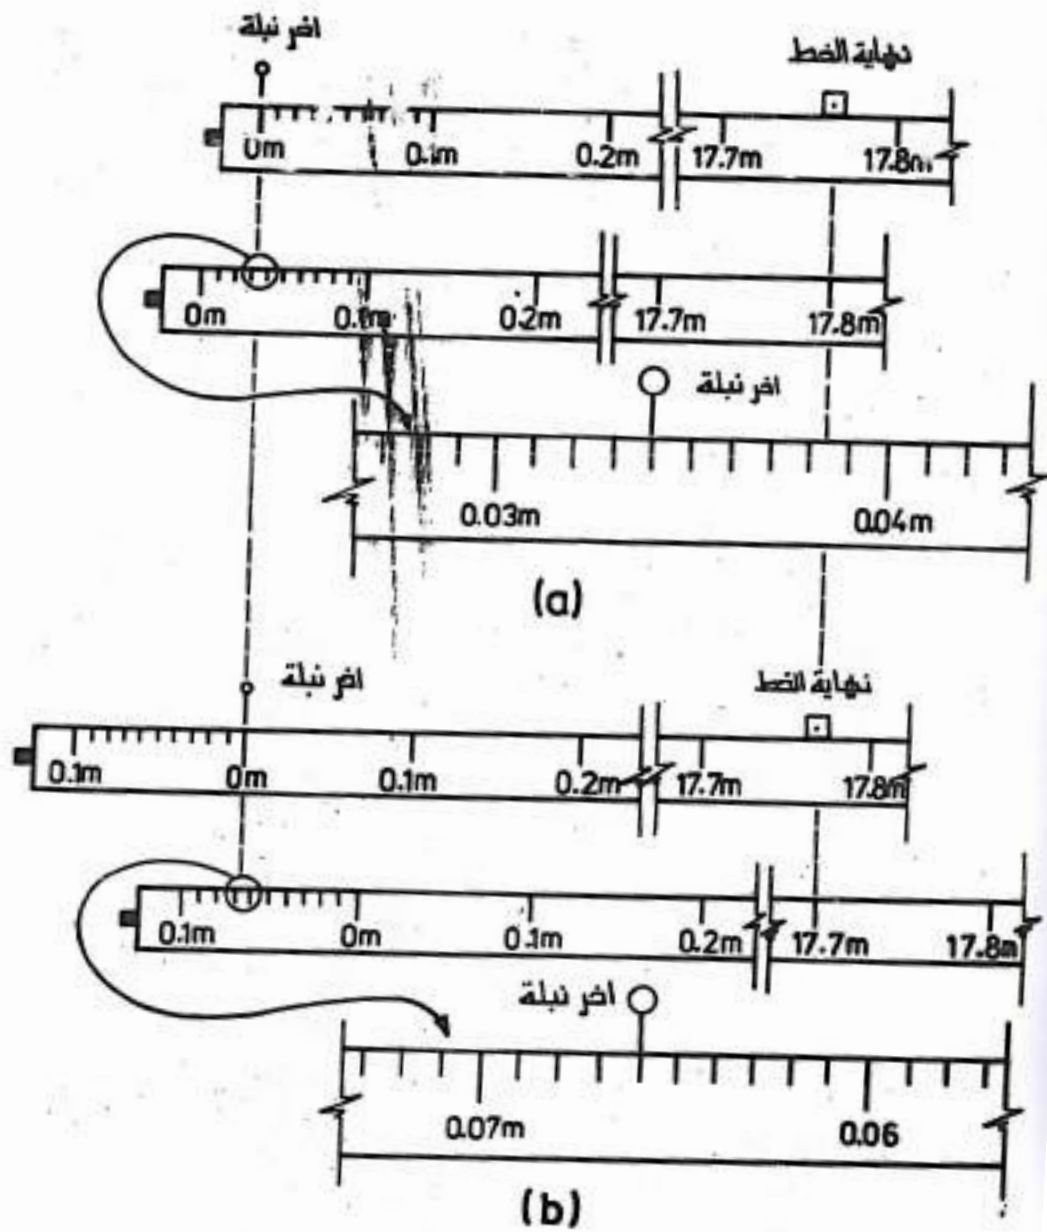 اخر نبلة
نهاية الخط
0m 0.1m 0.2m 17.7m 17.8m
0m 0.1m 0.2m 17.7m 17.8m
اخر نبلة
0.03m 0.04m
(a)
اخر نبلة
نهاية الخط
0.1m 0m 0.1m 0.2m 17.7m 17.8m
0.1m 0m 0.1m 0.2m 17.7m 17.8m
اخر نبلة
0.07m 0.06
(b)